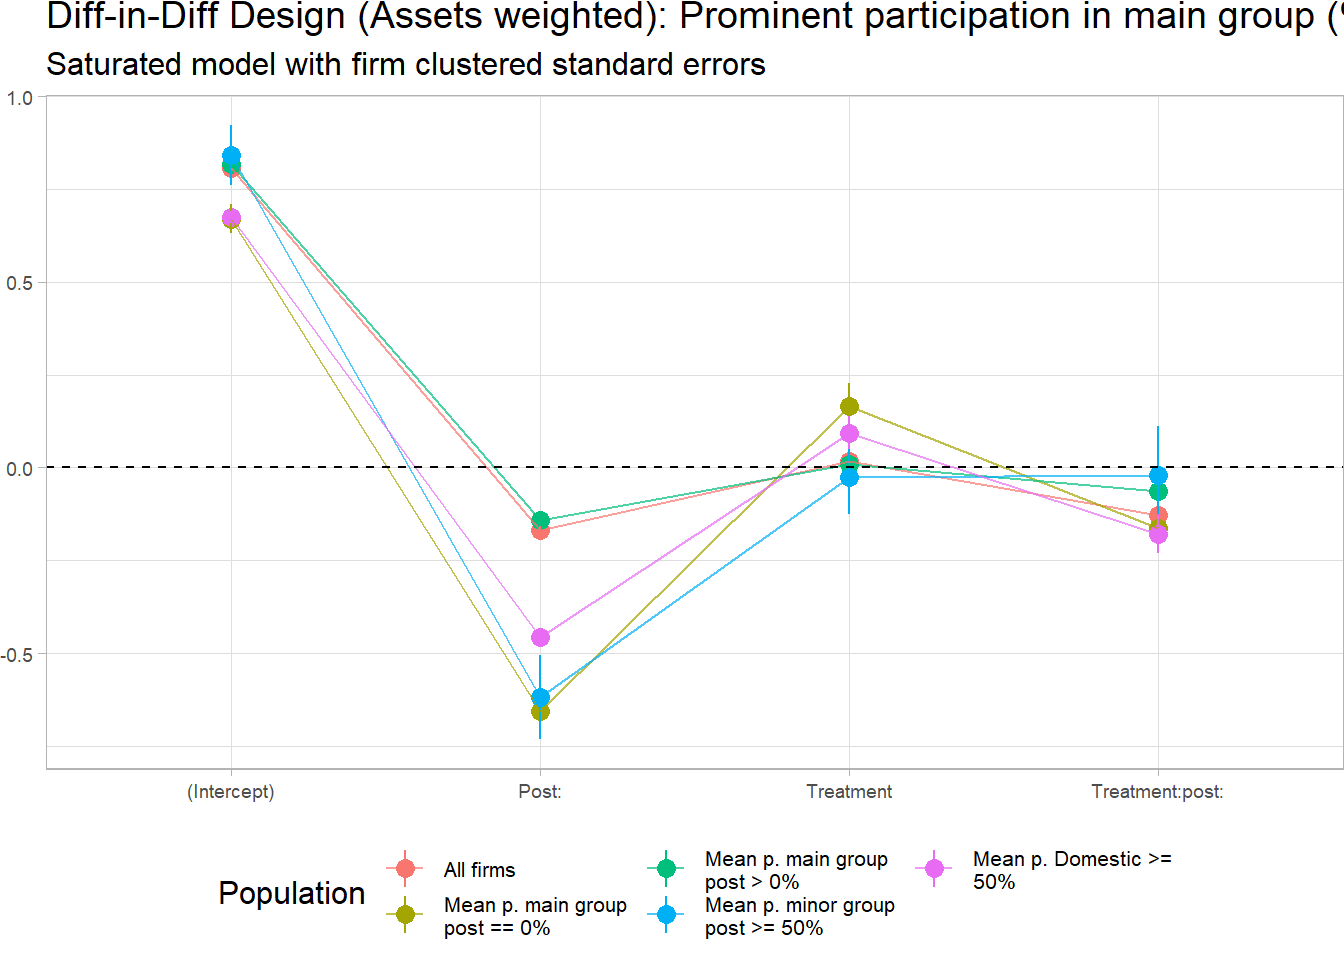 Diff-in-Diff Design (Assets weighted): Prominent participation in main group (
Saturated model with firm clustered standard errors
1.0
0.5
0.0
-0.5
(Intercept)
Post:
Treatment
Treatment:post:
Population
All firms
Mean p. main group
post == 0%
Mean p. main group
post > 0%
Mean p. minor group
post >= 50%
Mean p. Domestic >=
50%